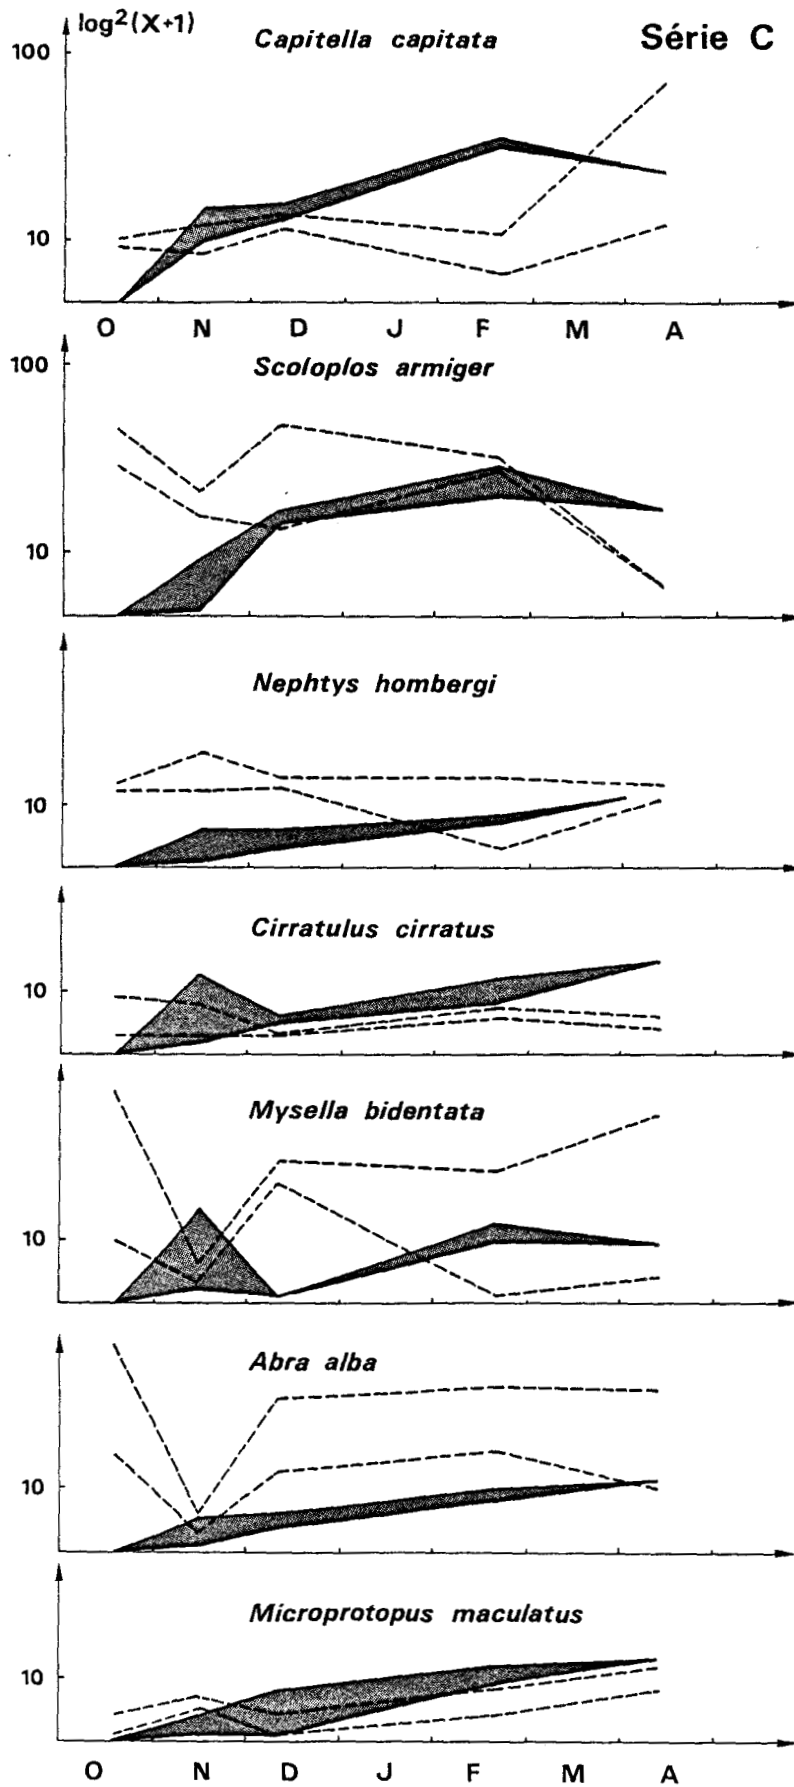 log²(X+1)
Capitella capitata
Série C
100
10
O N D J F M A
Scoloplos armiger
100
10
Nephtys hombergi
10
Cirratulus cirratus
10
Mysella bidentata
10
Abra alba
10
Microprotopus maculatus
10
O N D J F M A